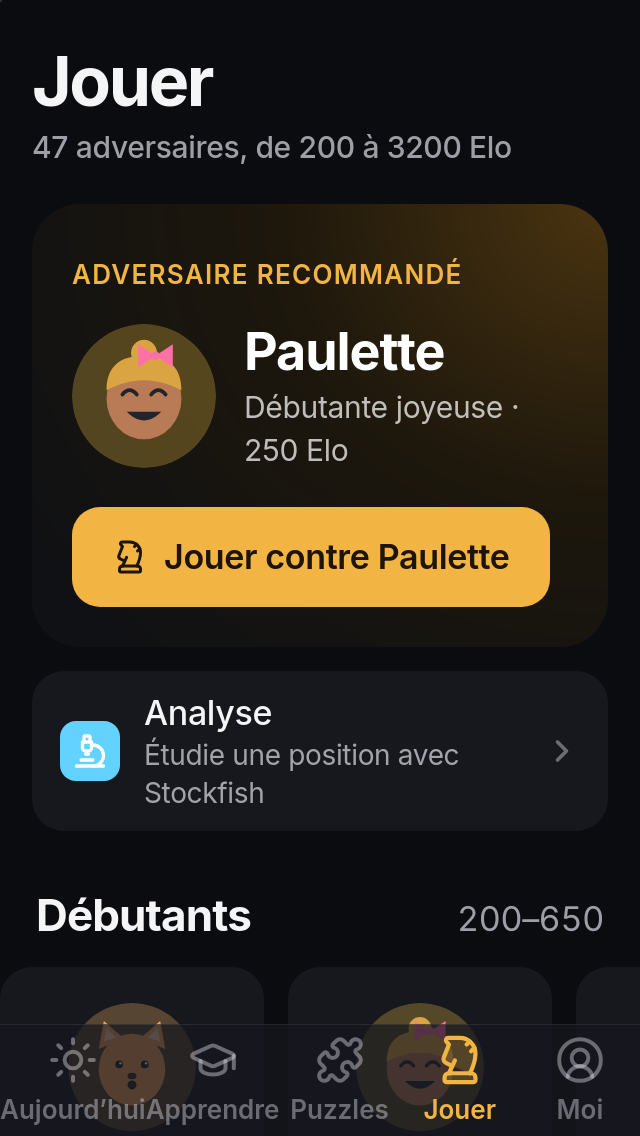 Jouer
47 adversaires, de 200 à 3200 Elo
ADVERSAIRE RECOMMANDÉ
Paulette
Débutante joyeuse ·
250 Elo
Jouer contre Paulette
Analyse
Étudie une position avec
Stockfish
Débutants 200–650
Aujourd’hui Apprendre Puzzles Jouer Moi